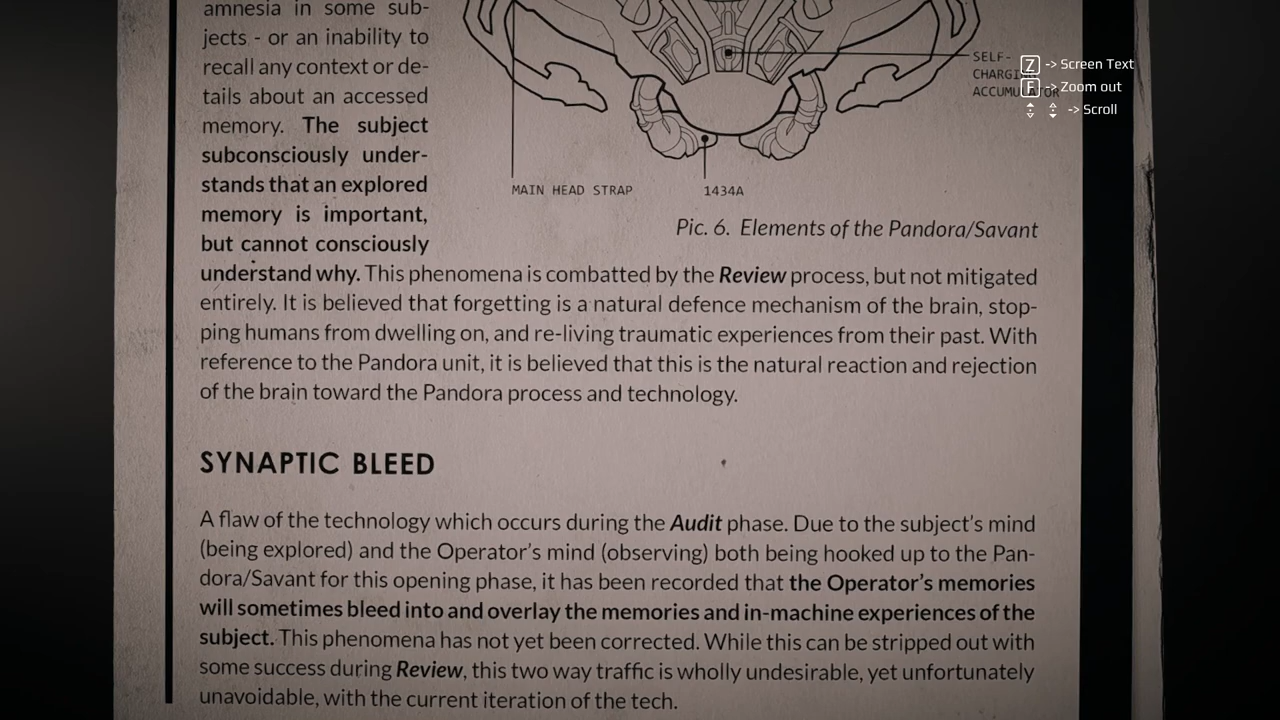 amnesia in some sub-
jects - or an inability to
recall any context or de-
tails about an accessed
memory. The subject
subconsciously under-
stands that an explored
memory is important,
but cannot consciously
understand why. This phenomena is combatted by the Review process, but not mitigated
entirely. It is believed that forgetting is a natural defence mechanism of the brain, stop-
ping humans from dwelling on, and re-living traumatic experiences from their past. With
reference to the Pandora unit, it is believed that this is the natural reaction and rejection
of the brain toward the Pandora process and technology.
SELF-
CHARGING
ACCUMULATOR
MAIN HEAD STRAP
1434A
Pic. 6. Elements of the Pandora/Savant
SYNAPTIC BLEED
A flaw of the technology which occurs during the Audit phase. Due to the subject's mind
(being explored) and the Operator's mind (observing) both being hooked up to the Pan-
dora/Savant for this opening phase, it has been recorded that the Operator's memories
will sometimes bleed into and overlay the memories and in-machine experiences of the
subject. This phenomena has not yet been corrected. While this can be stripped out with
some success during Review, this two way traffic is wholly undesirable, yet unfortunately
unavoidable, with the current iteration of the tech.
Z -> Screen Text
F -> Zoom out
-> Scroll